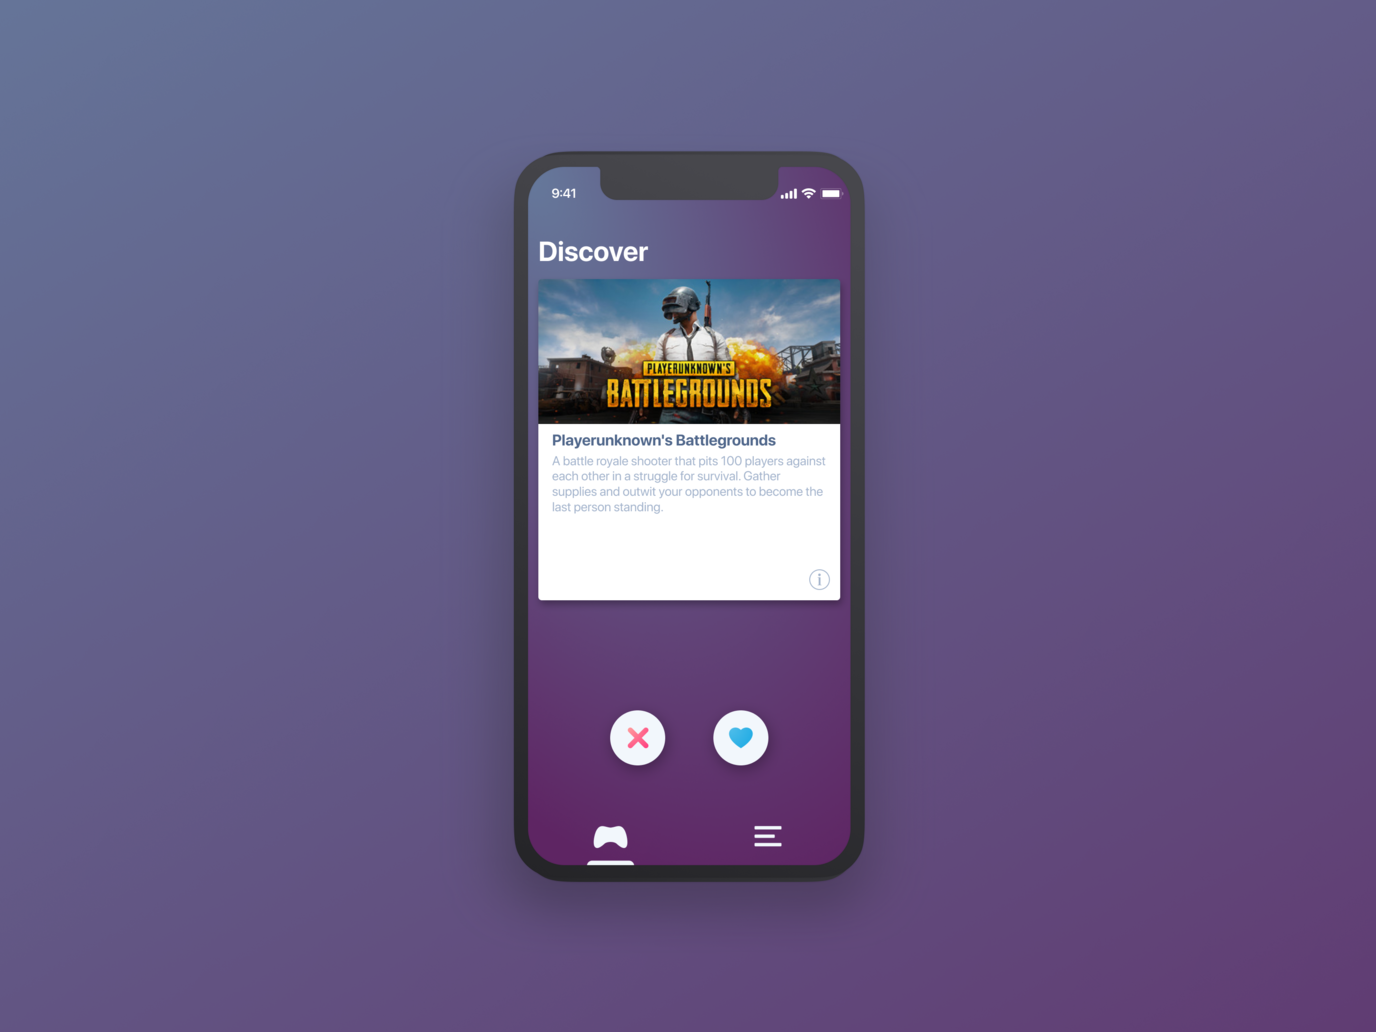 9:41
Discover
PLAYERUNKNOWN'S
BATTLEGROUNDS
Playerunknown's Battlegrounds
A battle royale shooter that pits 100 players against
each other in a struggle for survival. Gather
supplies and outwit your opponents to become the
last person standing.